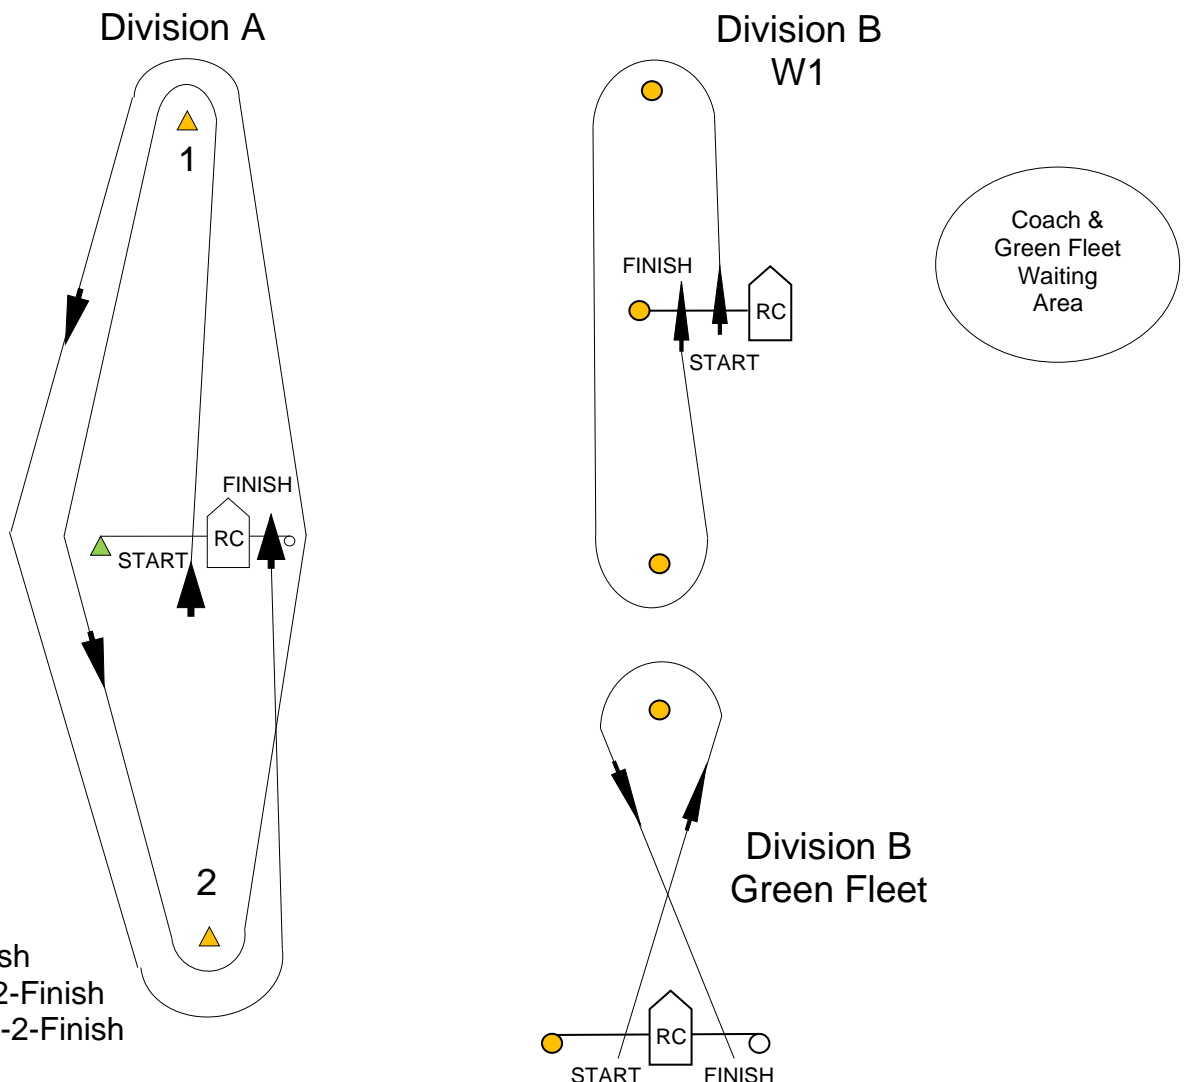 Division A
1
FINISH
RC
START
2
ish
2-Finish
-2-Finish
Division B
W1
FINISH
RC
START
Coach &
Green Fleet
Waiting
Area
Division B
Green Fleet
RC
START
FINISH